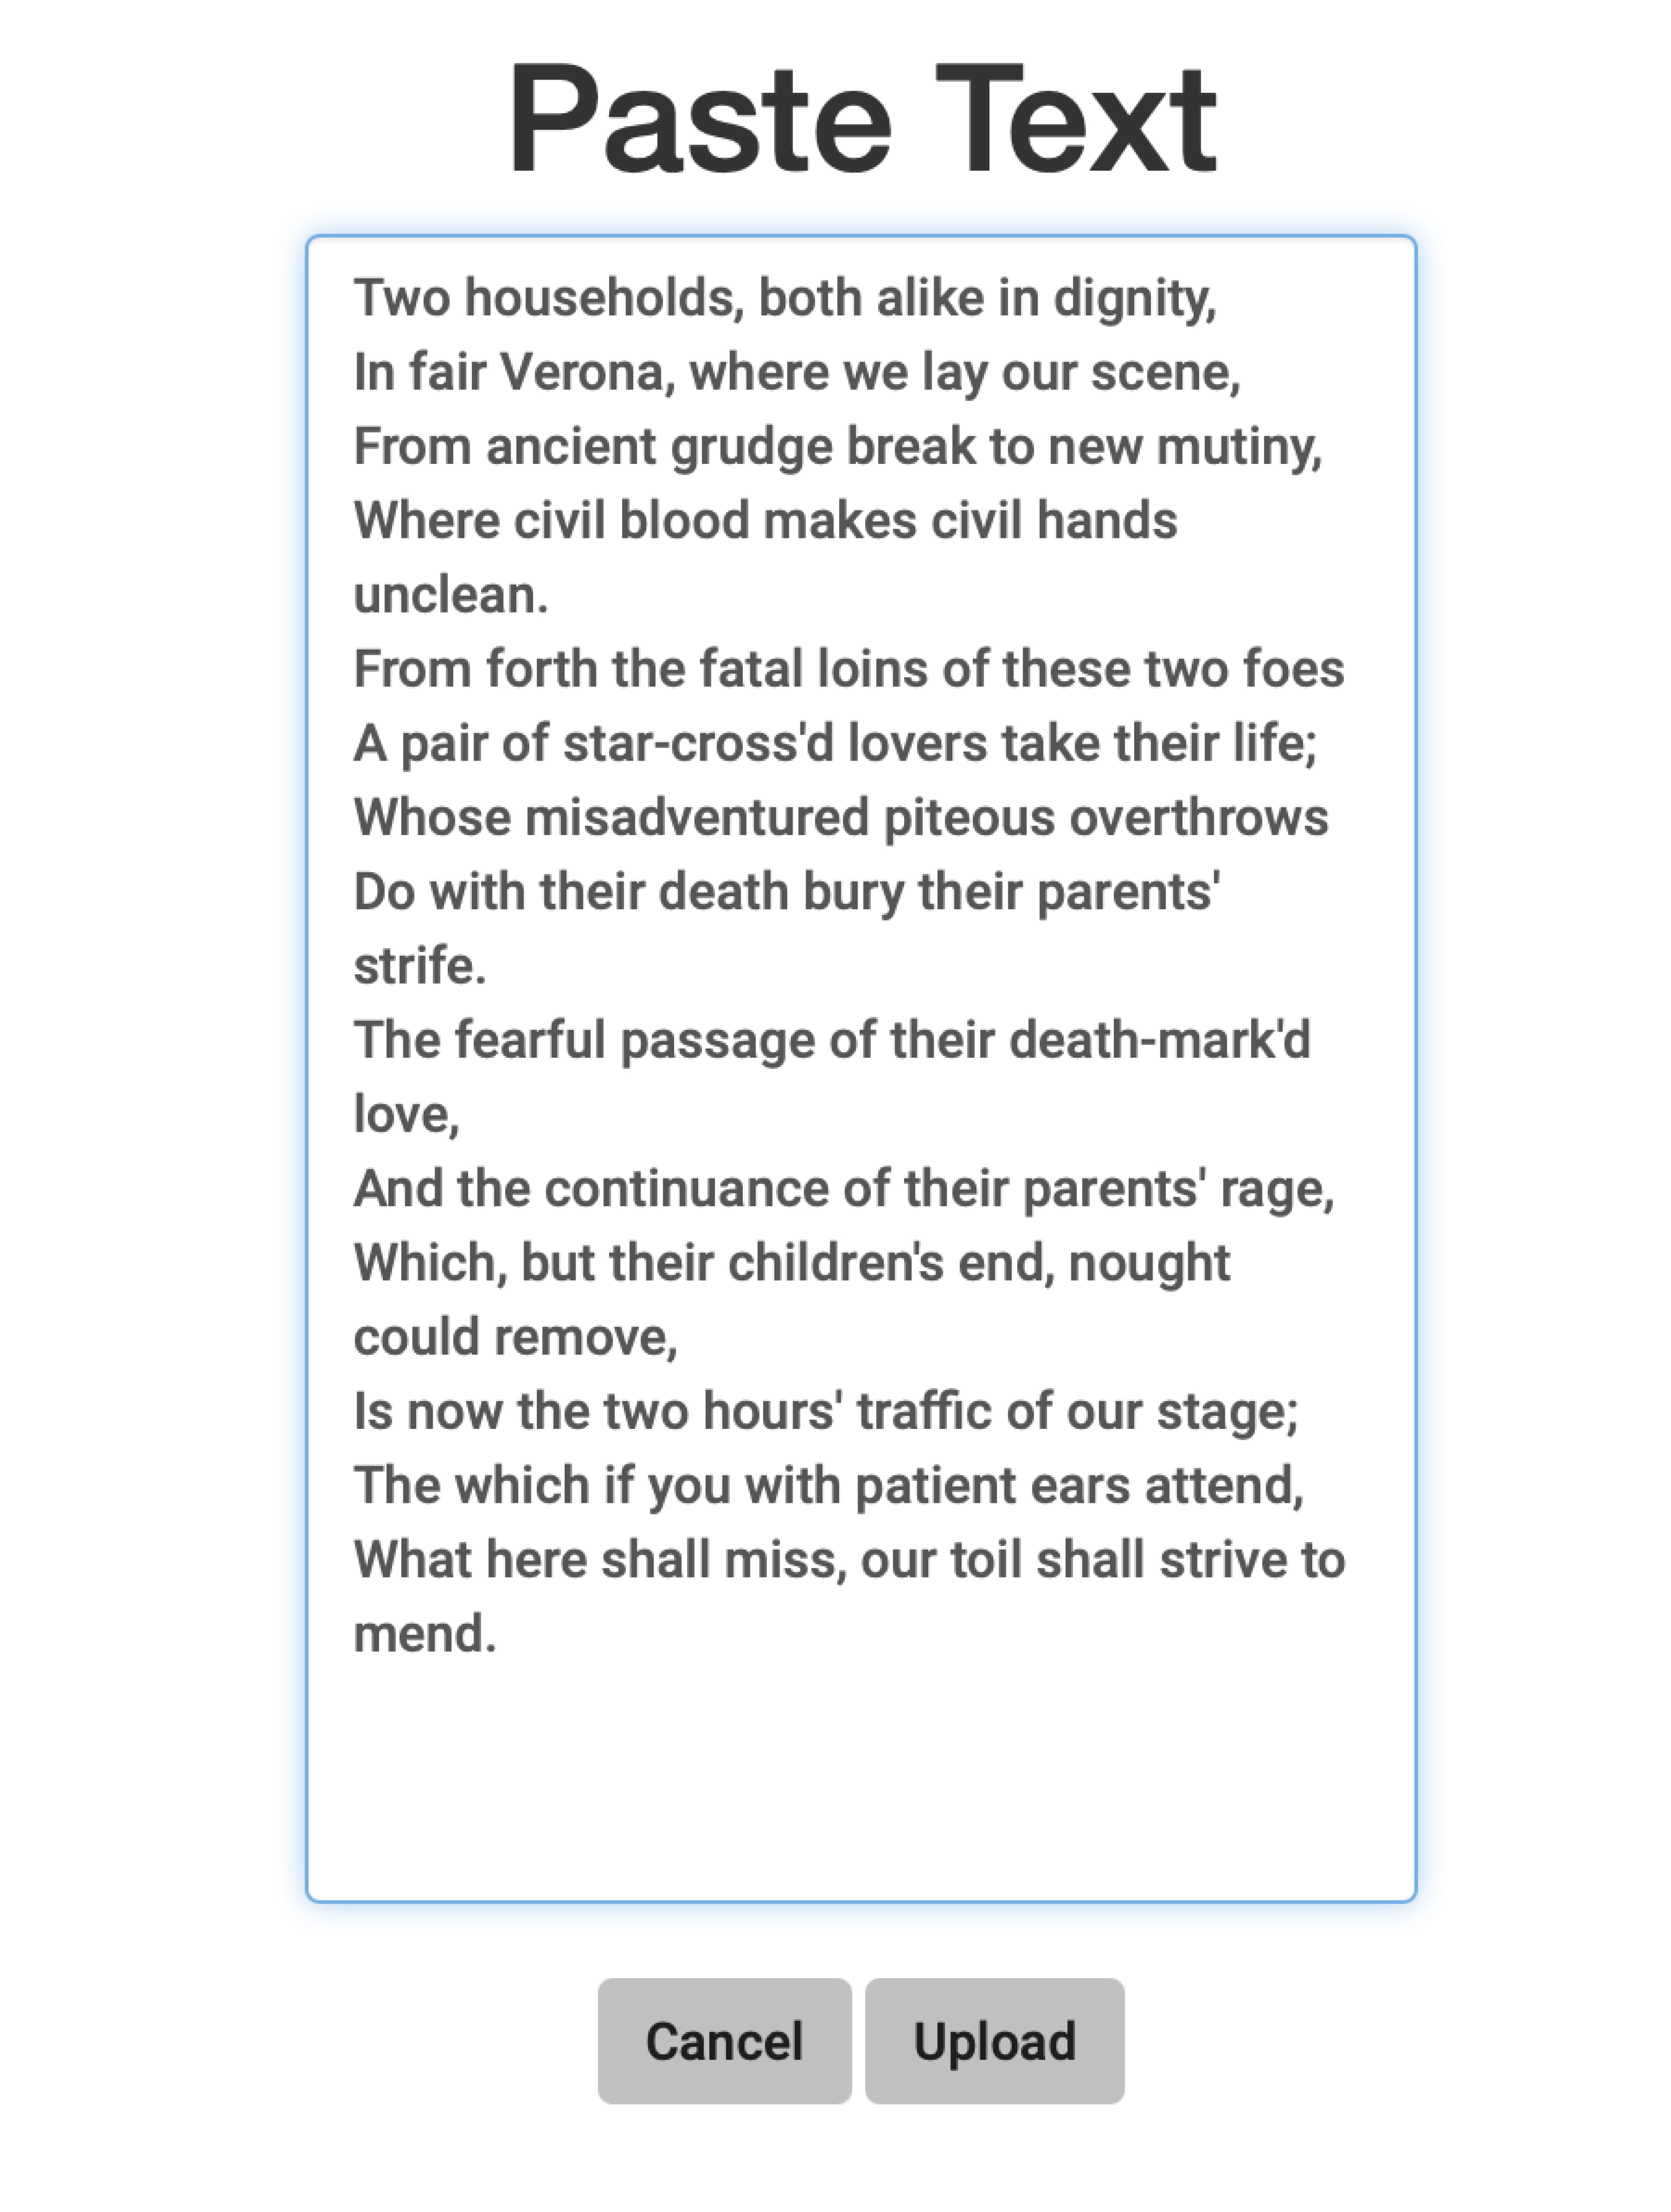 Paste Text
Two households, both alike in dignity,
In fair Verona, where we lay our scene,
From ancient grudge break to new mutiny,
Where civil blood makes civil hands
unclean.
From forth the fatal loins of these two foes
A pair of star-cross'd lovers take their life;
Whose misadventured piteous overthrows
Do with their death bury their parents'
strife.
The fearful passage of their death-mark'd
love,
And the continuance of their parents' rage,
Which, but their children's end, nought
could remove,
Is now the two hours' traffic of our stage;
The which if you with patient ears attend,
What here shall miss, our toil shall strive to
mend.
Cancel Upload